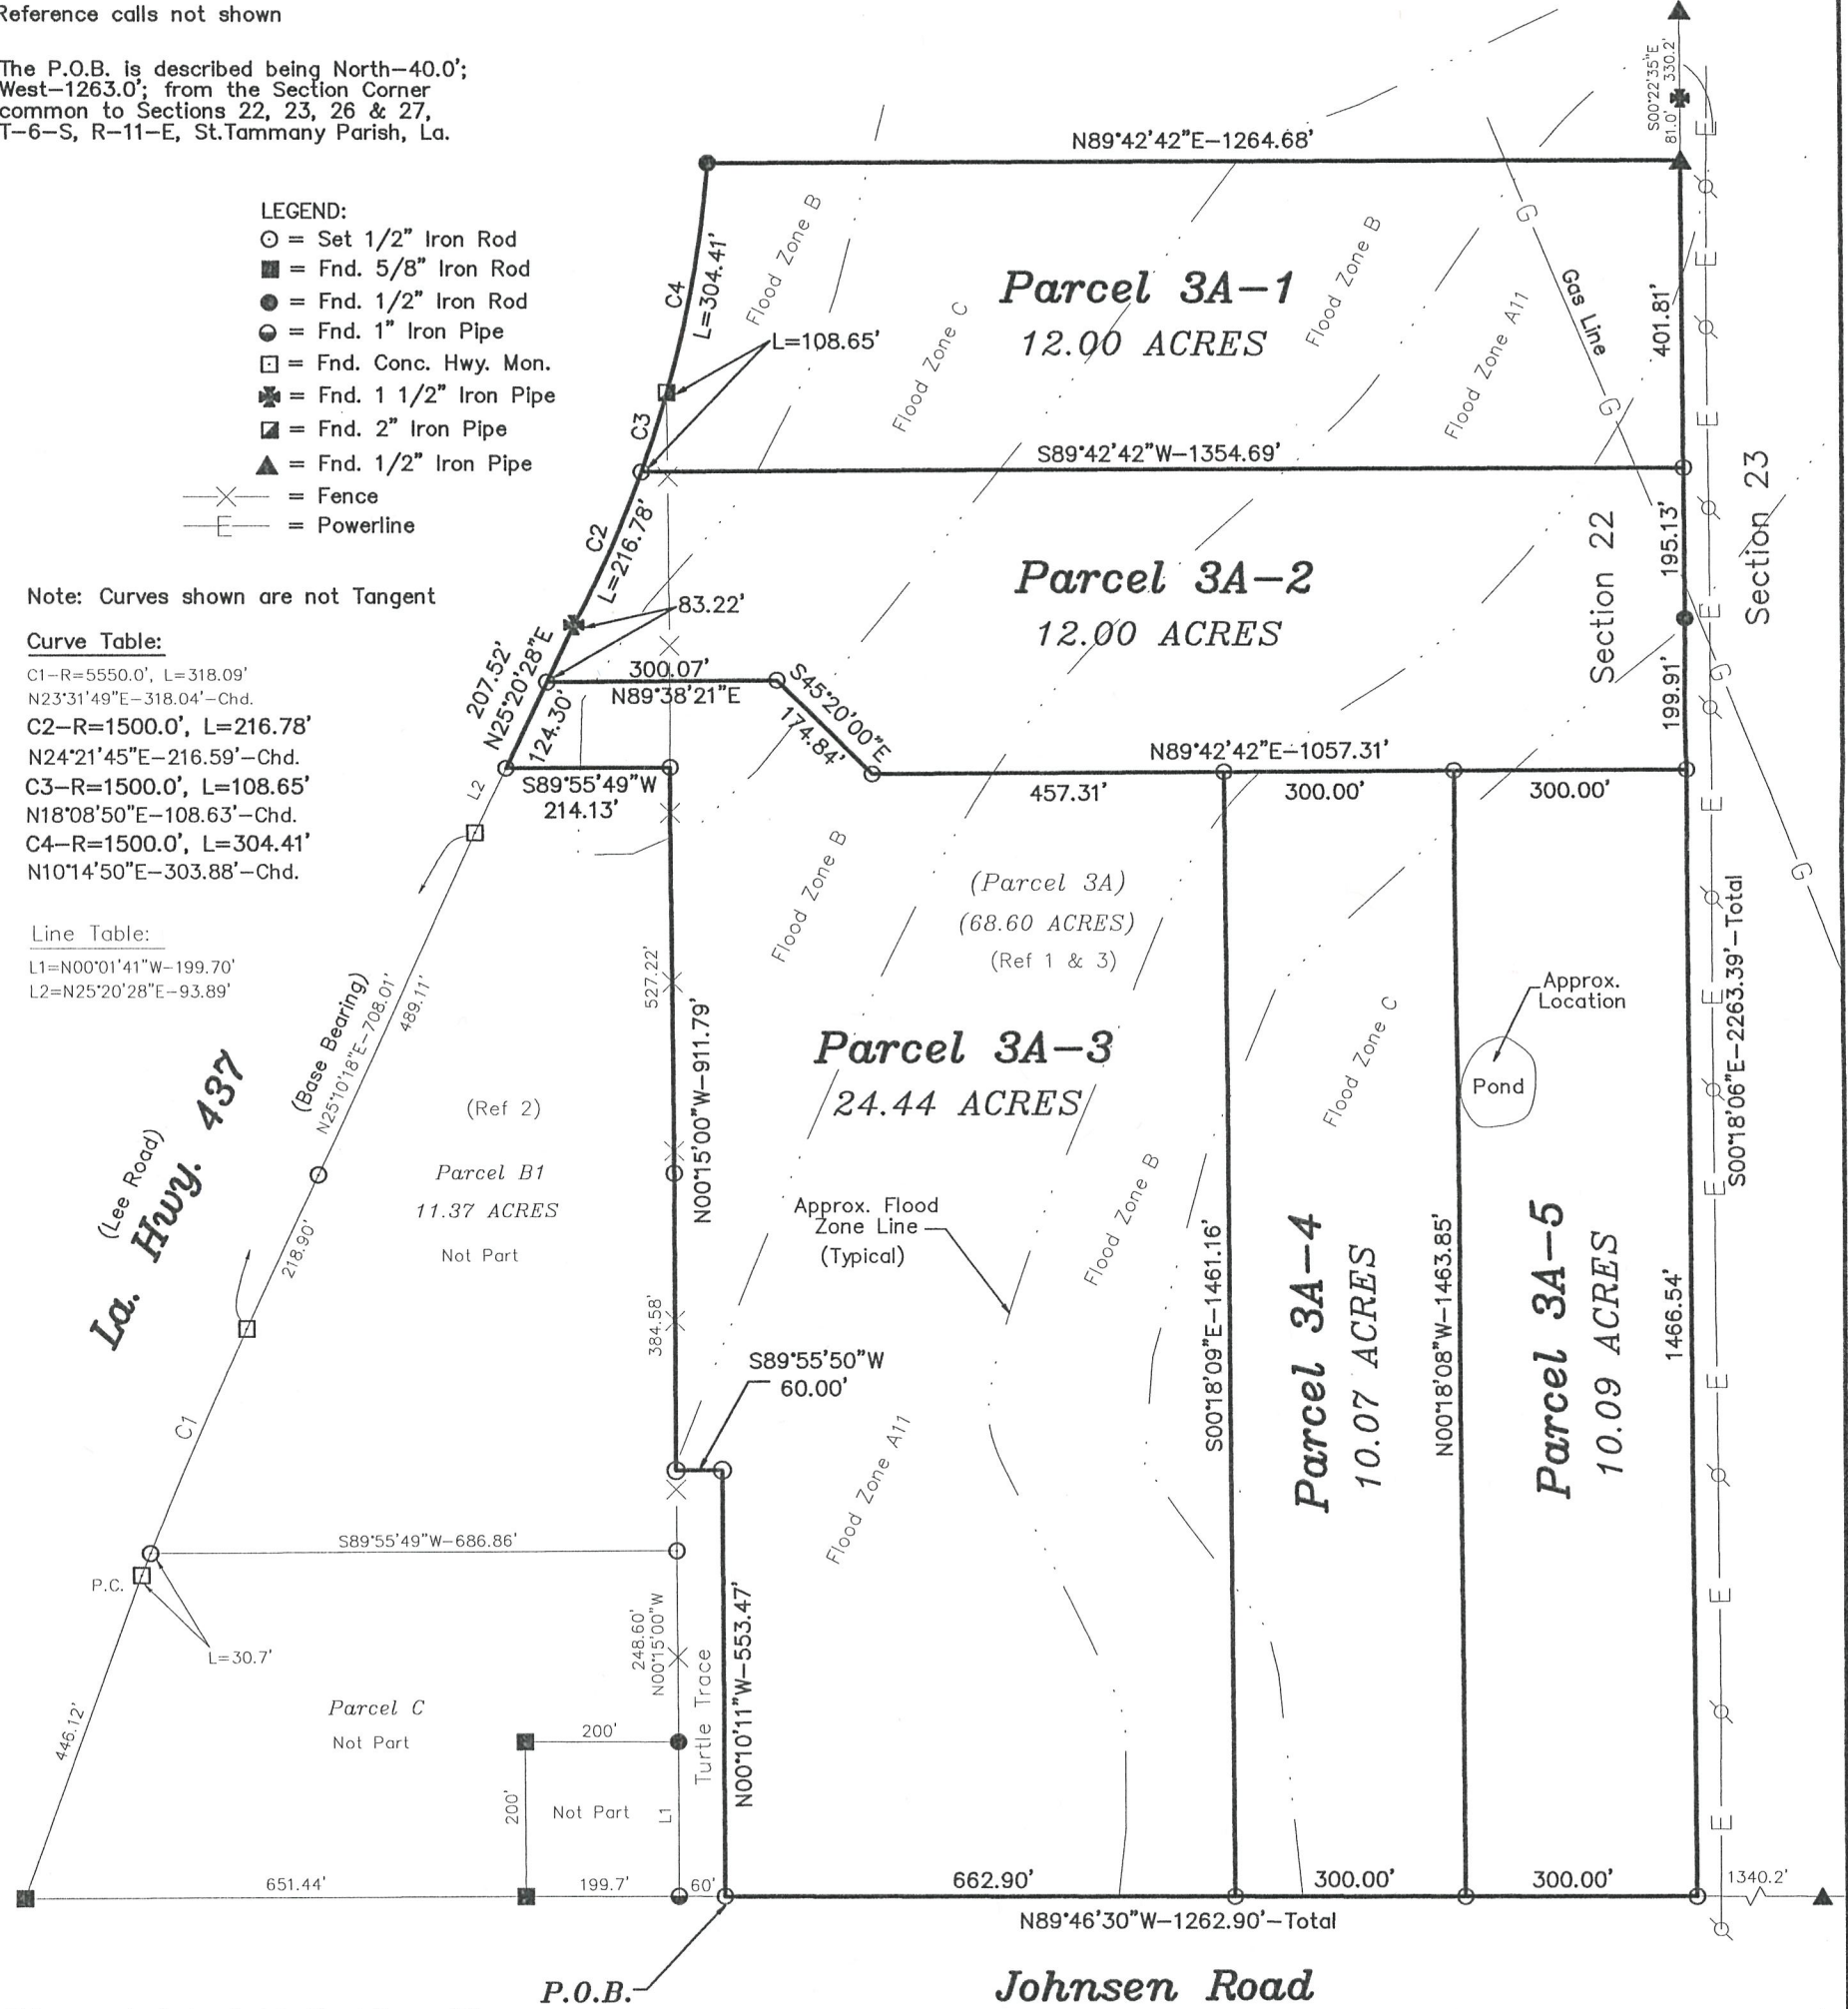 Reference calls not shown
The P.O.B. is described being North-40.0';
West-1263.0'; from the Section Corner
common to Sections 22, 23, 26 & 27,
T-6-S, R-11-E, St.Tammany Parish, La.
LEGEND:
= Set 1/2" Iron Rod
= Fnd. 5/8" Iron Rod
= Fnd. 1/2" Iron Rod
= Fnd. 1" Iron Pipe
= Fnd. Conc. Hwy. Mon.
= Fnd. 1 1/2" Iron Pipe
= Fnd. 2" Iron Pipe
= Fnd. 1/2" Iron Pipe
X = Fence
E = Powerline
Note: Curves shown are not Tangent
Curve Table:
C1-R=5550.0', L=318.09'
N23°31'49"E-318.04'-Chd.
C2-R=1500.0', L=216.78'
N24°21'45"E-216.59'-Chd.
C3-R=1500.0', L=108.65'
N18°08'50"E-108.63'-Chd.
C4-R=1500.0', L=304.41'
N10°14'50"E-303.88'-Chd.
Line Table:
L1=N00°01'41"W-199.70'
L2=N25°20'28"E-93.89'
S00°22'35"E
81.0' 330.2'
N89°42'42"E-1264.68'
C4
L=304.41'
Flood Zone B
Flood Zone C
L=108.65'
C3
Parcel 3A-1
12.00 ACRES
Flood Zone B
Flood Zone A11
G
Gas Line
G
401.81'
E
E
E
E
S89°42'42"W-1354.69'
C2
L=216.78'
83.22'
Parcel 3A-2
12.00 ACRES
Section 22
195.13'
Section 23
199.91'
E
G
207.52'
N25°20'28"E
124.30'
300.07'
N89°38'21"E
S45°20'00"E
174.84'
N89°42'42"E-1057.31'
457.31'
300.00'
300.00'
L2
S89°55'49"W
214.13'
E
G
Flood Zone B
(Parcel 3A)
(68.60 ACRES)
(Ref 1 & 3)
527.22'
N00°15'00"W-911.79'
Parcel 3A-3
24.44 ACRES
Flood Zone C
Approx.
Location
Pond
S00°18'06"E-2263.39'-Total
E
E
(Base Bearing)
N25°10'18"E-708.01'
489.11'
(Lee Road)
La. Hwy. 437
218.90'
(Ref 2)
Parcel B1
11.37 ACRES
Not Part
Approx. Flood
Zone Line
(Typical)
Flood Zone B
S00°18'09"E-1461.16'
Parcel 3A-4
10.07 ACRES
N00°18'08"W-1463.85'
Parcel 3A-5
10.09 ACRES
1466.54'
E
384.58'
S89°55'50"W
60.00'
C1
Flood Zone A11
S89°55'49"W-686.86'
P.C.
L=30.7'
E
248.60'
N00°15'00"W
Turtle Trace
N00°10'11"W-553.47'
446.12'
Parcel C
Not Part
200'
200'
Not Part
L1
E
651.44'
199.7'
60'
662.90'
300.00'
300.00'
1340.2'
N89°46'30"W-1262.90'-Total
P.O.B.
Johnsen Road